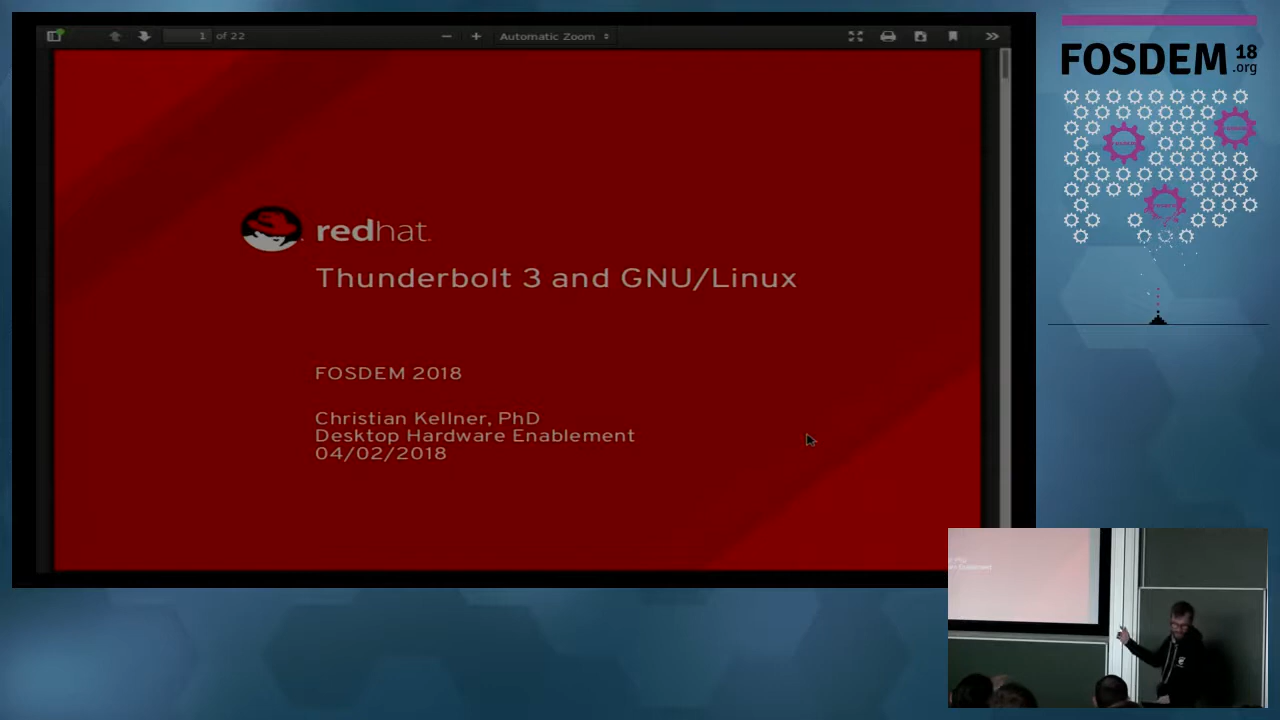 1 of 22
Automatic Zoom
redhat.
Thunderbolt 3 and GNU/Linux
FOSDEM 2018
Christian Kellner, PhD
Desktop Hardware Enablement
04/02/2018
FOSDEM 18
.org